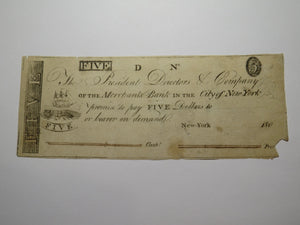 FIVE D Nº
The President Directors & Company
OF THE Merchants' Bank IN THE City of New York
promise to pay FIVE Dollars to
or bearer on demand
FIVE
New-York 180
Cash.r
FIVE